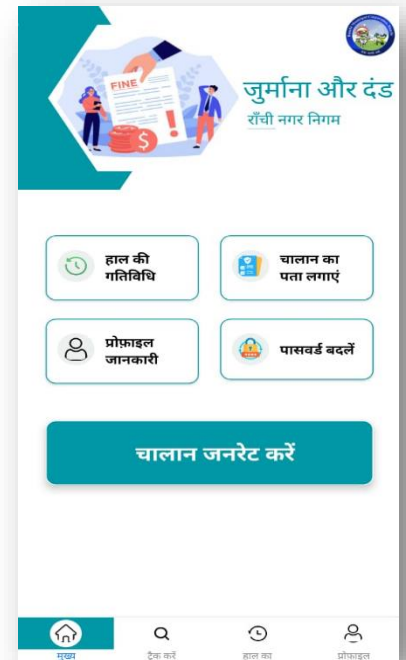 FINE
जुर्माना और दंड
राँची नगर निगम
हाल की
गतिविधि
चालान का
पता लगाएं
प्रोफ़ाइल
जानकारी
पासवर्ड बदलें
चालान जनरेट करें
मुख्य
ट्रैक करें
हाल का
प्रोफ़ाइल